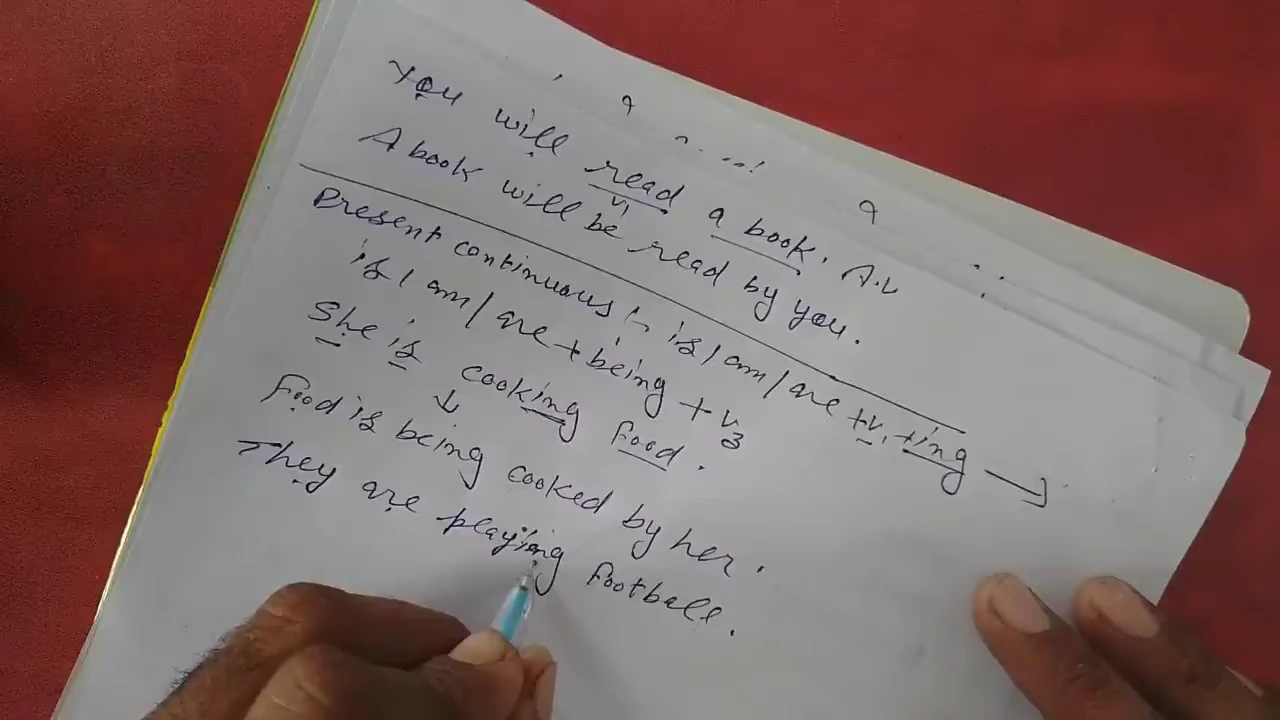 You will read a book. A.V
V1
A book will be read by you.
Present continuous :- is / am / are + V1 + ing →
is / am / are + being + V3
She is cooking food.
↓
Food is being cooked by her.
They are playing football.